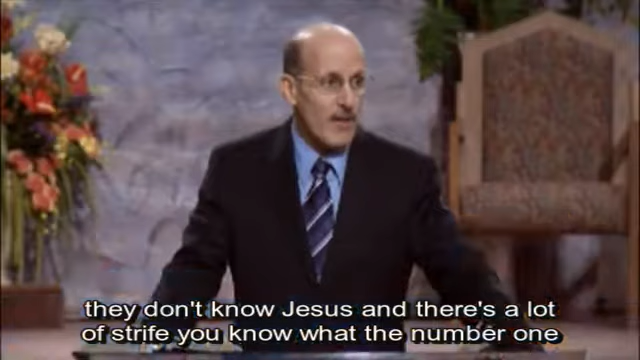 they don't know Jesus and there's a lot
of strife you know what the number one